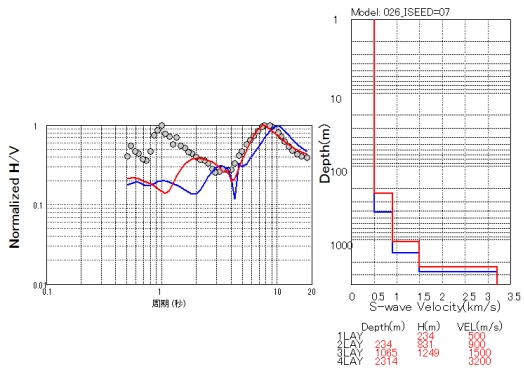 Model: 026_ISEED=07
Normalized H/V
1
0.1
0.01
0.1
1
10
20
周期(秒)
Depth(m)
1
10
100
1000
0 0.5 1 1.5 2 2.5 3 3.5
S-wave Velocity(km/s)
Depth(m) H(m) VEL(m/s)
1LAY 234 500
2LAY 234 831 900
3LAY 1065 1249 1500
4LAY 2314 3200